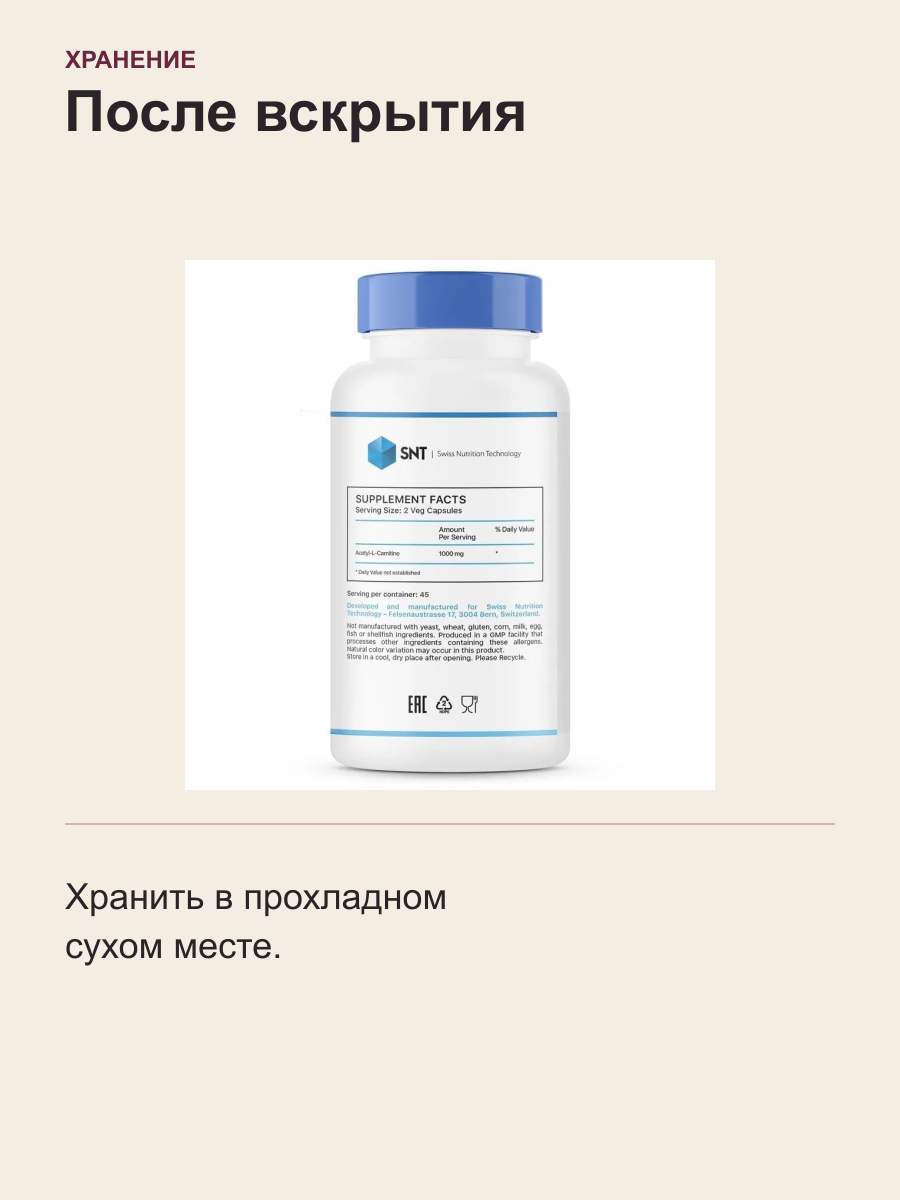 ХРАНЕНИЕ
После вскрытия
SNT | Swiss Nutrition Technology
SUPPLEMENT FACTS
Serving Size: 2 Veg Capsules
Amount Per Serving
% Daily Value
Acetyl-L-Carnitine 1000 mg *
* Daily Value not established
Serving per container: 45
Developed and manufactured for Swiss Nutrition
Technology – Felsenaustrasse 17, 3004 Bern, Switzerland.
Not manufactured with yeast, wheat, gluten, corn, milk, egg,
fish or shellfish ingredients. Produced in a GMP facility that
processes other ingredients containing these allergens.
Natural color variation may occur in this product.
Store in a cool, dry place after opening. Please Recycle.
EAC
2
HDPE
Хранить в прохладном
сухом месте.